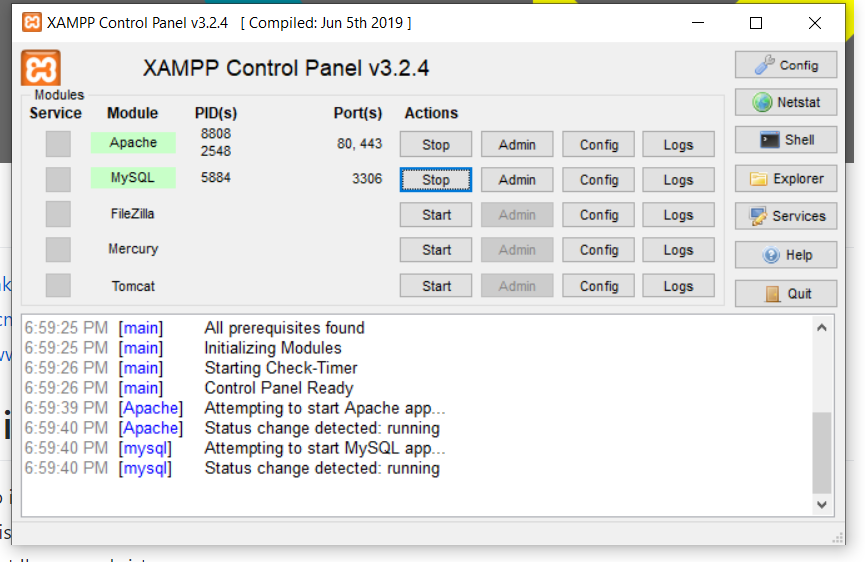 XAMPP Control Panel v3.2.4 [ Compiled: Jun 5th 2019 ]
XAMPP Control Panel v3.2.4
Config
Modules
Service Module PID(s) Port(s) Actions
Netstat
Apache 8808 2548 80, 443 Stop Admin Config Logs
Shell
MySQL 5884 3306 Stop Admin Config Logs
Explorer
FileZilla Start Admin Config Logs
Services
Mercury Start Admin Config Logs
Help
Tomcat Start Admin Config Logs
Quit
6:59:25 PM [main] All prerequisites found
6:59:25 PM [main] Initializing Modules
6:59:26 PM [main] Starting Check-Timer
6:59:26 PM [main] Control Panel Ready
6:59:39 PM [Apache] Attempting to start Apache app...
6:59:40 PM [Apache] Status change detected: running
6:59:40 PM [mysql] Attempting to start MySQL app...
6:59:40 PM [mysql] Status change detected: running